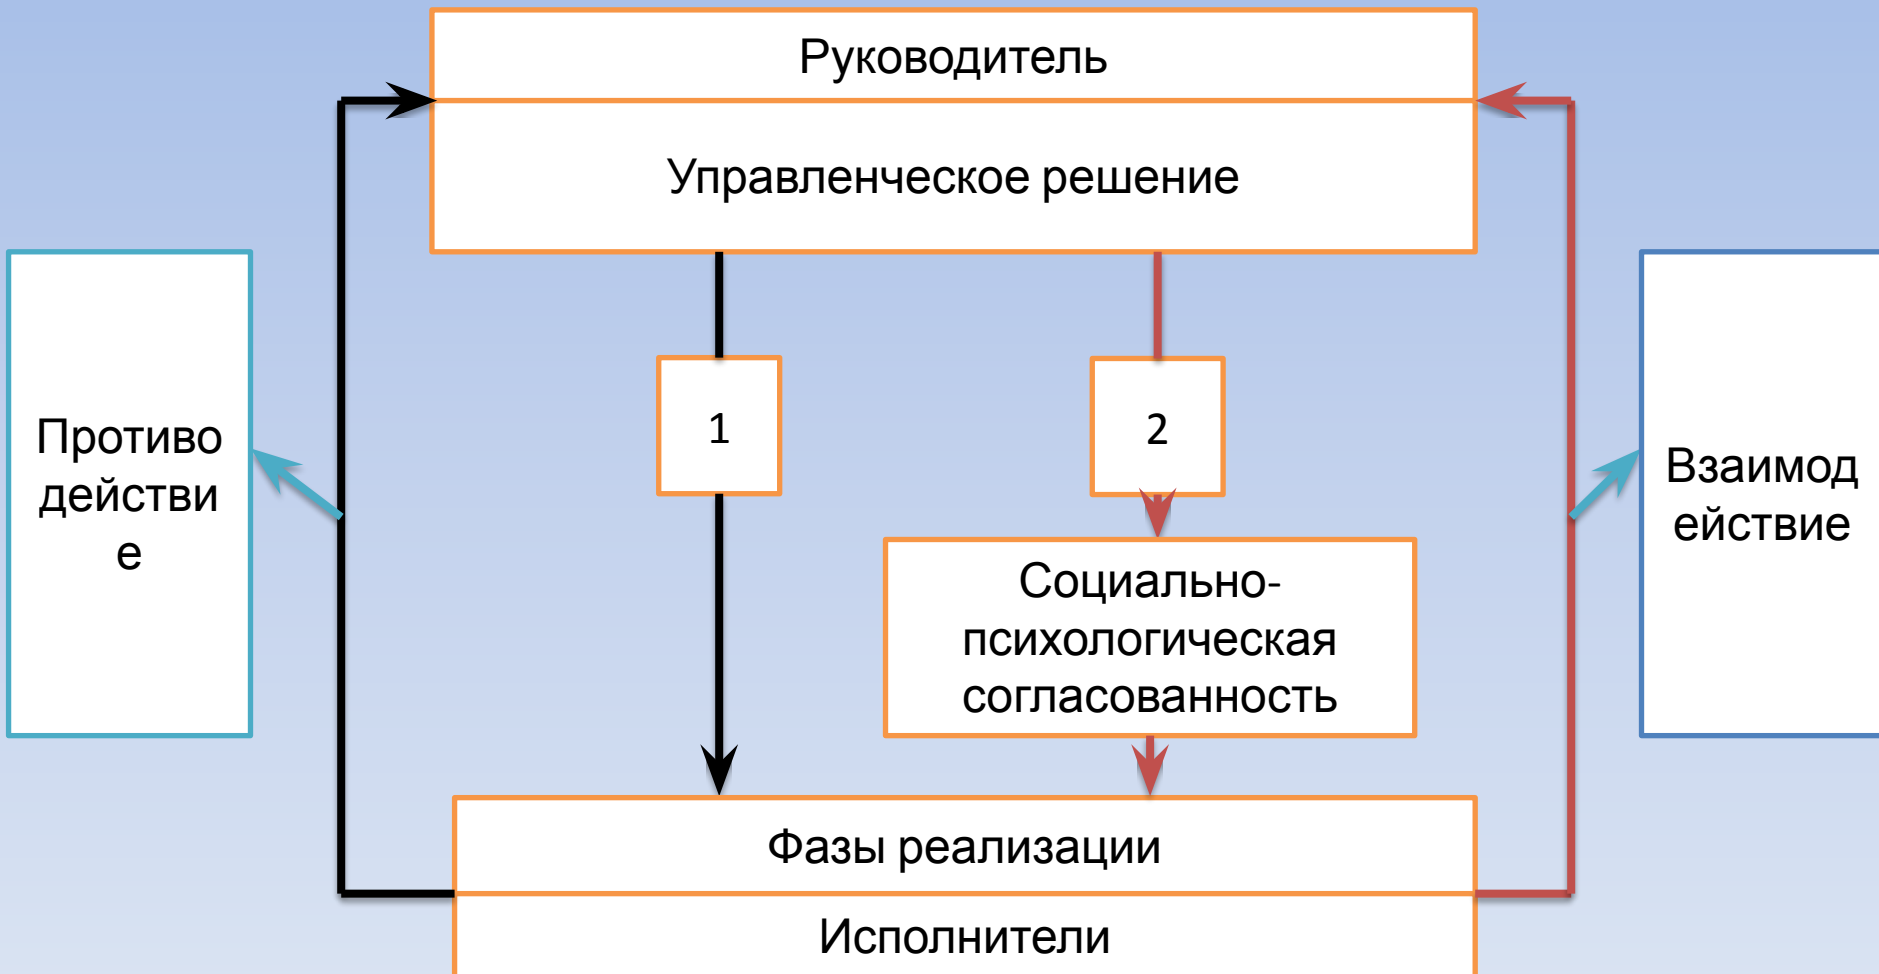 Руководитель
Управленческое решение
Противо
действи
е
1
2
Взаимод
ействие
Социально-
психологическая
согласованность
Фазы реализации
Исполнители